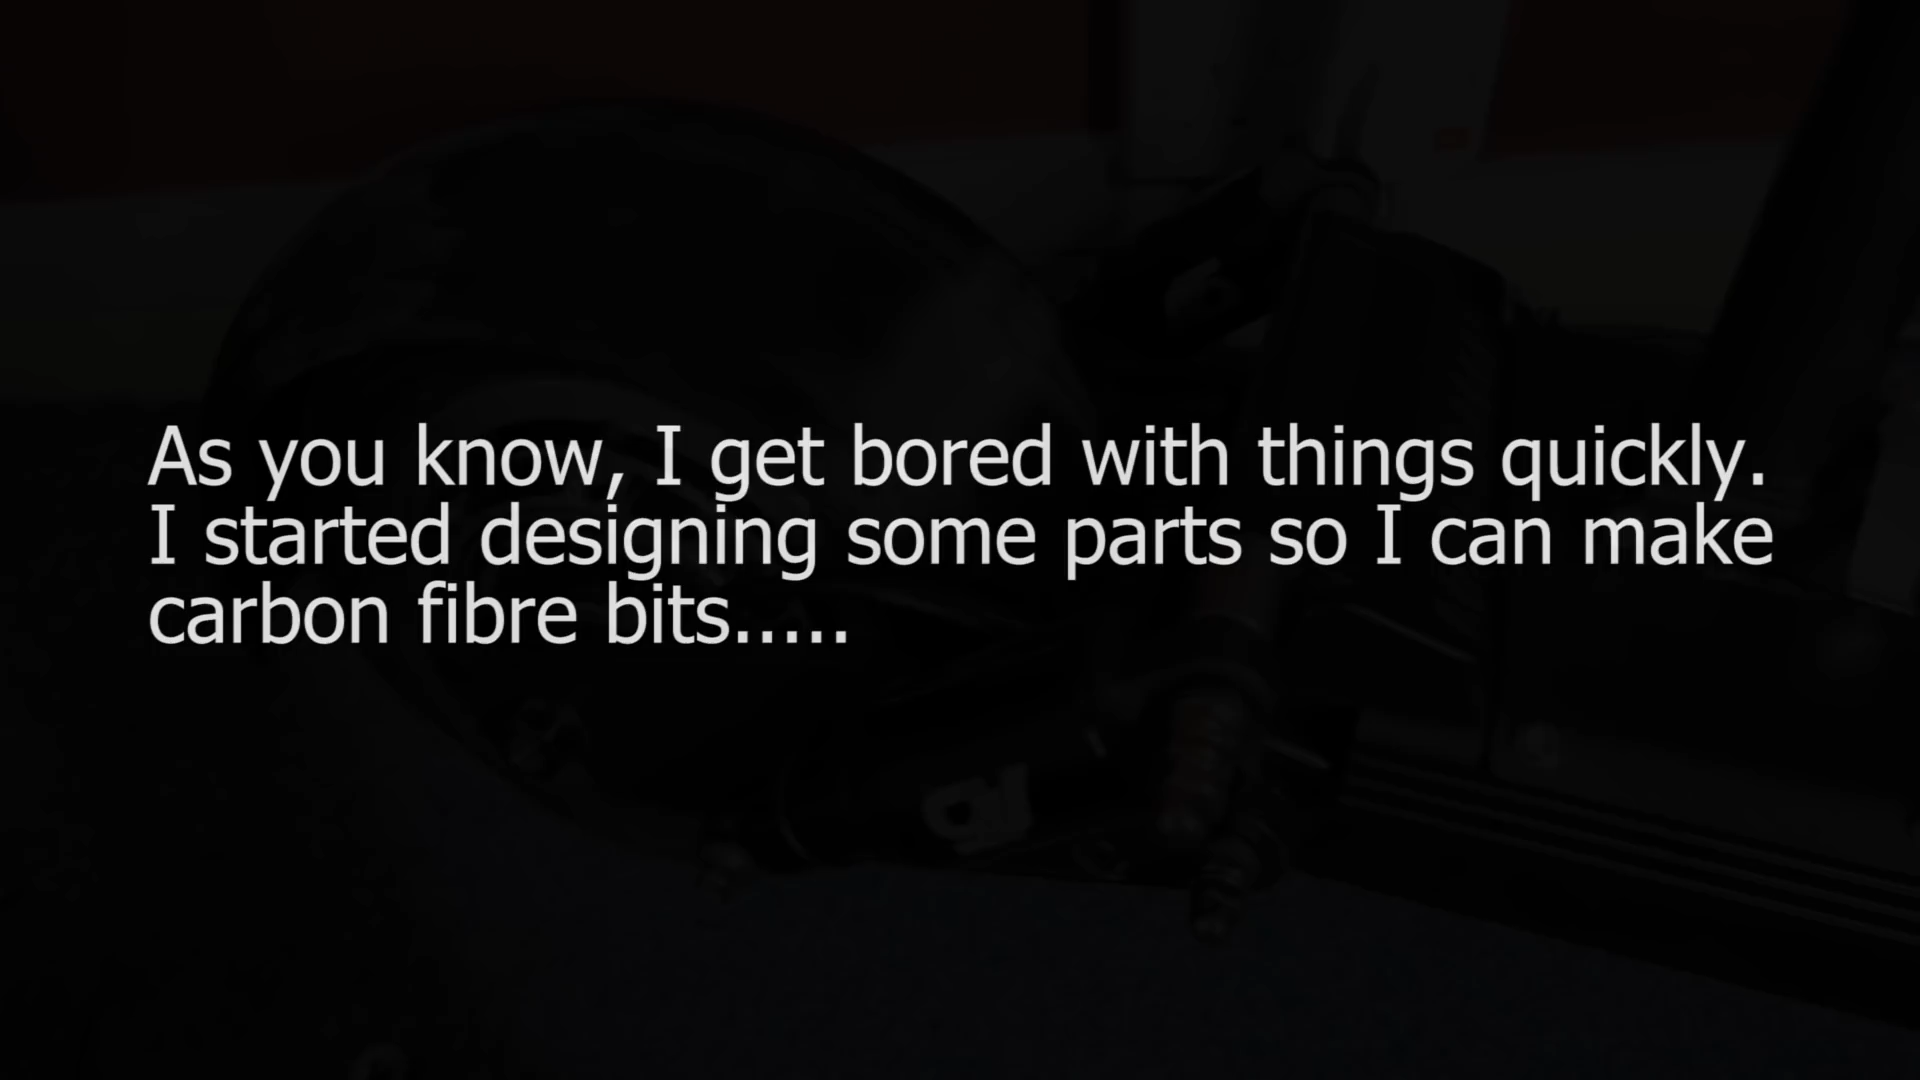 As you know, I get bored with things quickly.
I started designing some parts so I can make
carbon fibre bits.....